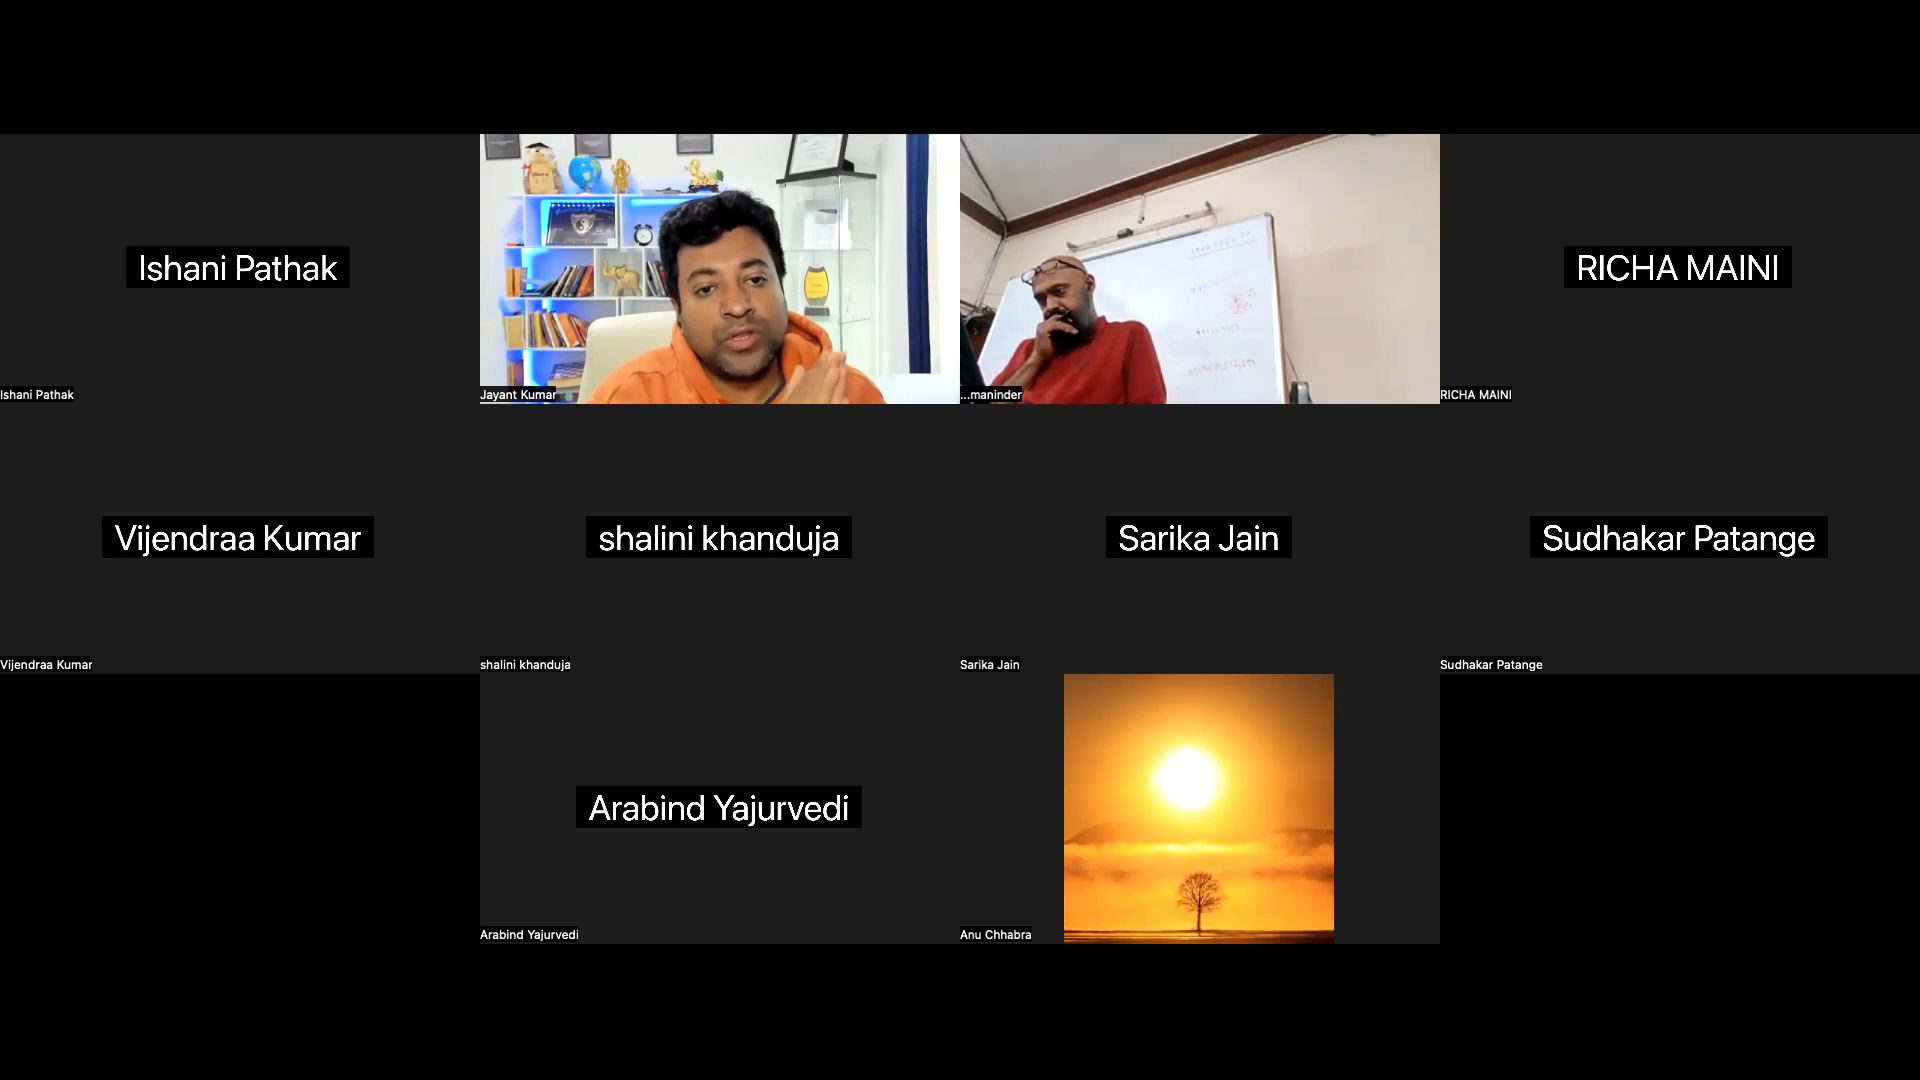 Ishani Pathak
Ishani Pathak
Jayant Kumar
...maninder
RICHA MAINI
RICHA MAINI
Vijendraa Kumar
Vijendraa Kumar
shalini khanduja
shalini khanduja
Sarika Jain
Sarika Jain
Sudhakar Patange
Sudhakar Patange
Arabind Yajurvedi
Arabind Yajurvedi
Anu Chhabra